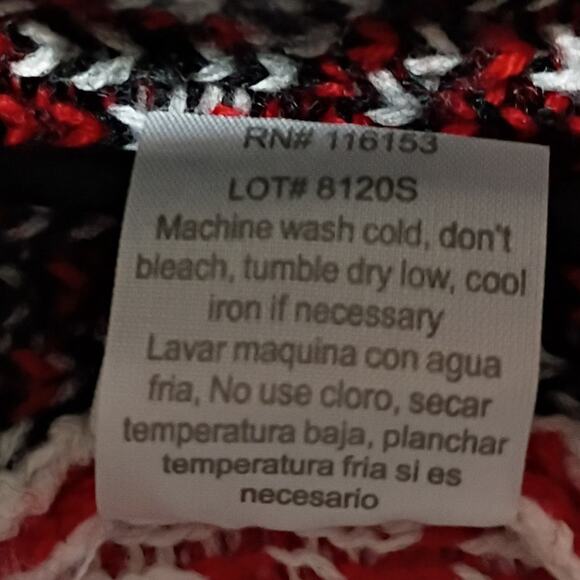 RN# 116153
LOT# 8120S
Machine wash cold, don't
bleach, tumble dry low, cool
iron if necessary
Lavar maquina con agua
fria, No use cloro, secar
temperatura baja, planchar
temperatura fria si es
necesario